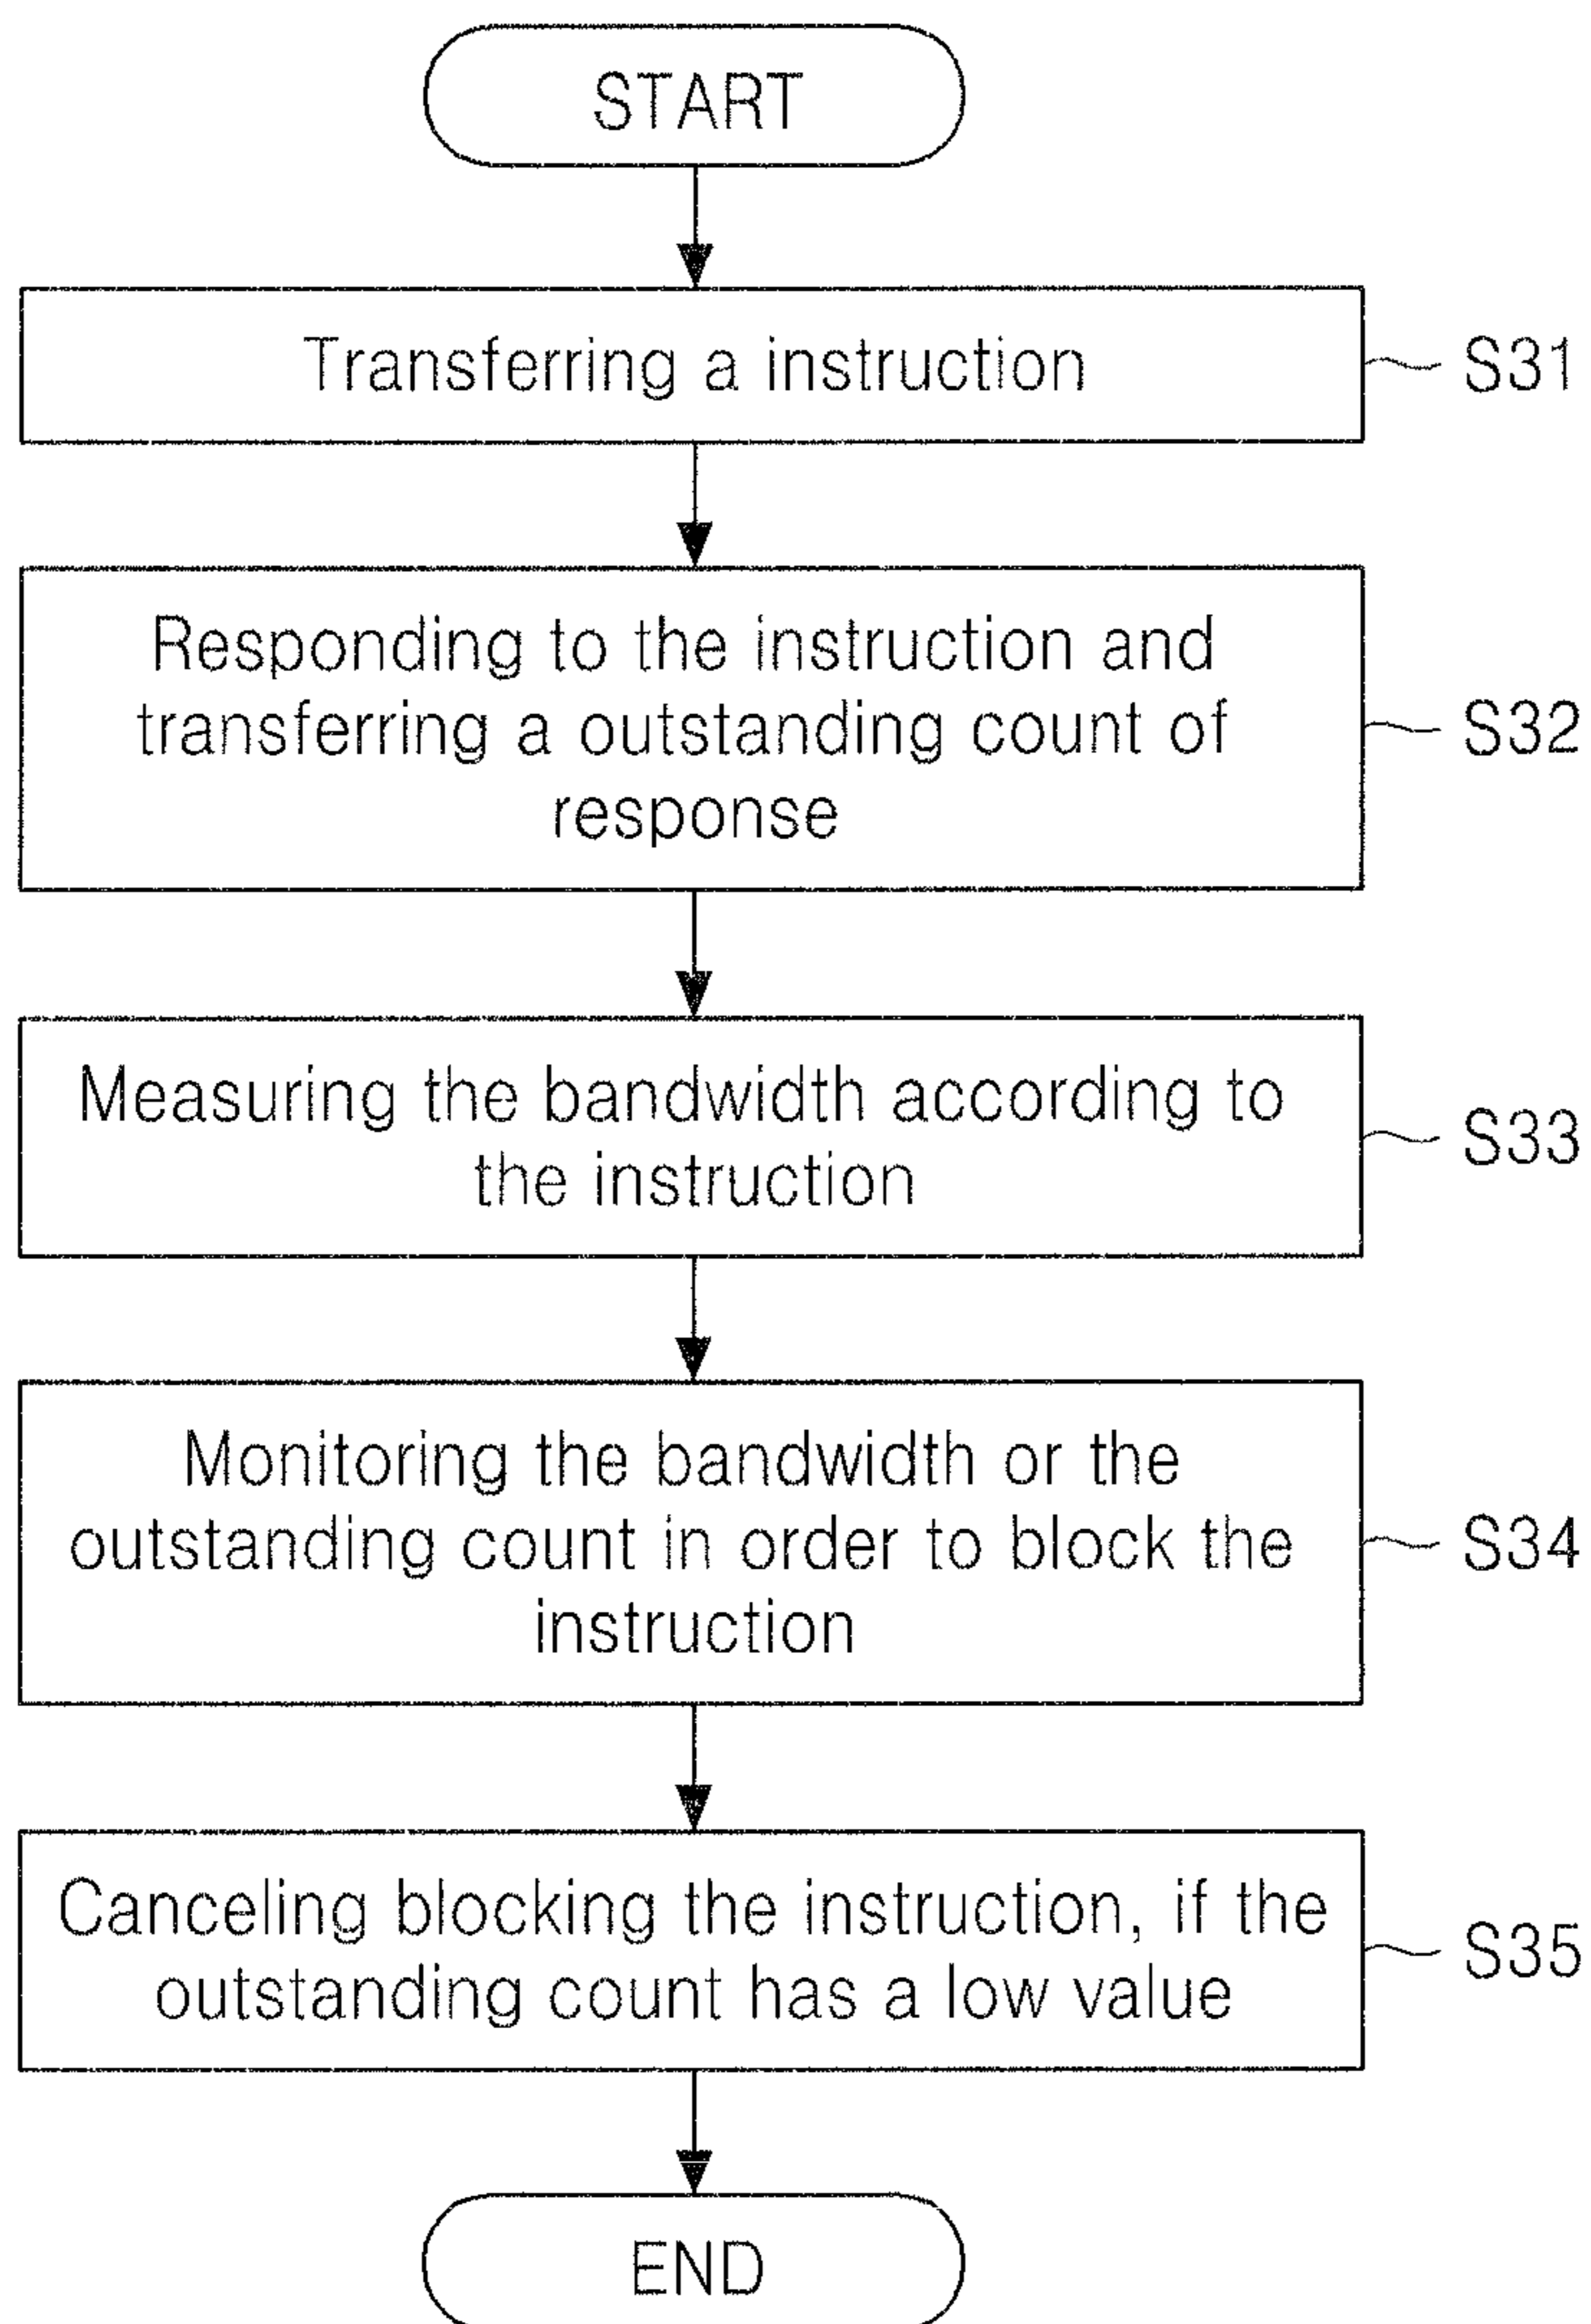 START
Transferring a instruction
S31
Responding to the instruction and
transferring a outstanding count of
response
S32
Measuring the bandwidth according to
the instruction
S33
Monitoring the bandwidth or the
outstanding count in order to block the
instruction
S34
Canceling blocking the instruction, if the
outstanding count has a low value
S35
END